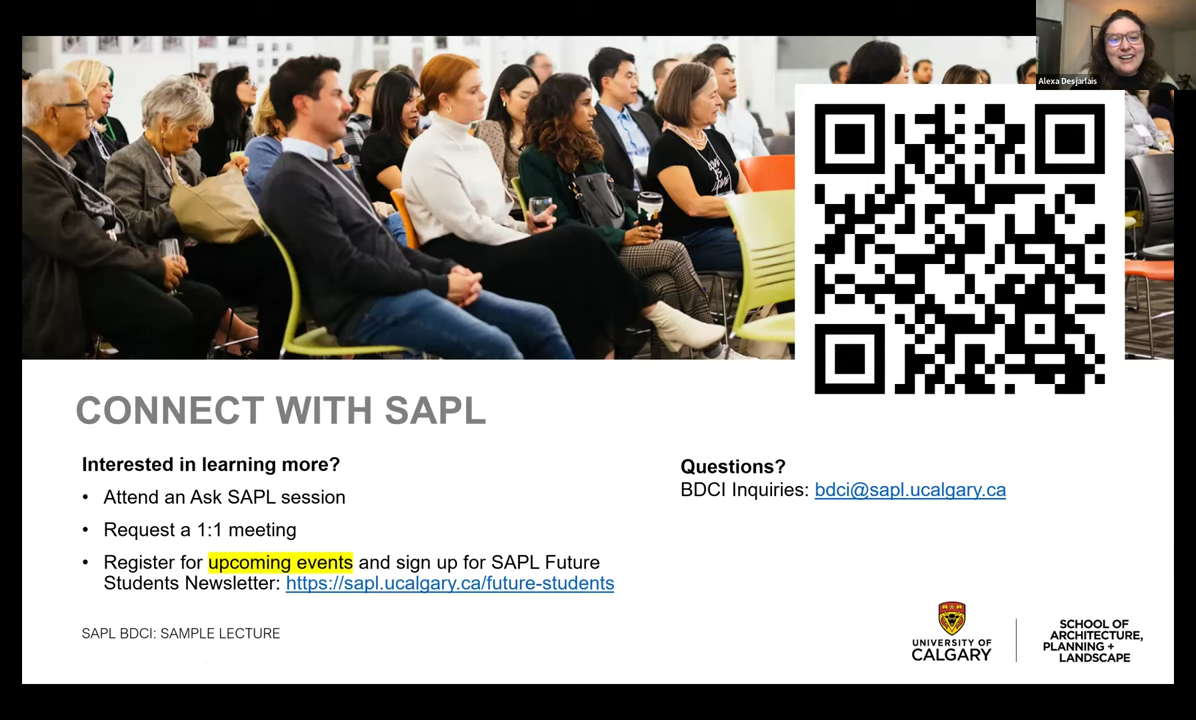 Alexa Desjarlais
CONNECT WITH SAPL
Interested in learning more?
• Attend an Ask SAPL session
• Request a 1:1 meeting
• Register for upcoming events and sign up for SAPL Future
Students Newsletter: https://sapl.ucalgary.ca/future-students
Questions?
BDCI Inquiries: bdci@sapl.ucalgary.ca
SAPL BDCI: SAMPLE LECTURE
UNIVERSITY OF
CALGARY
SCHOOL OF
ARCHITECTURE,
PLANNING +
LANDSCAPE